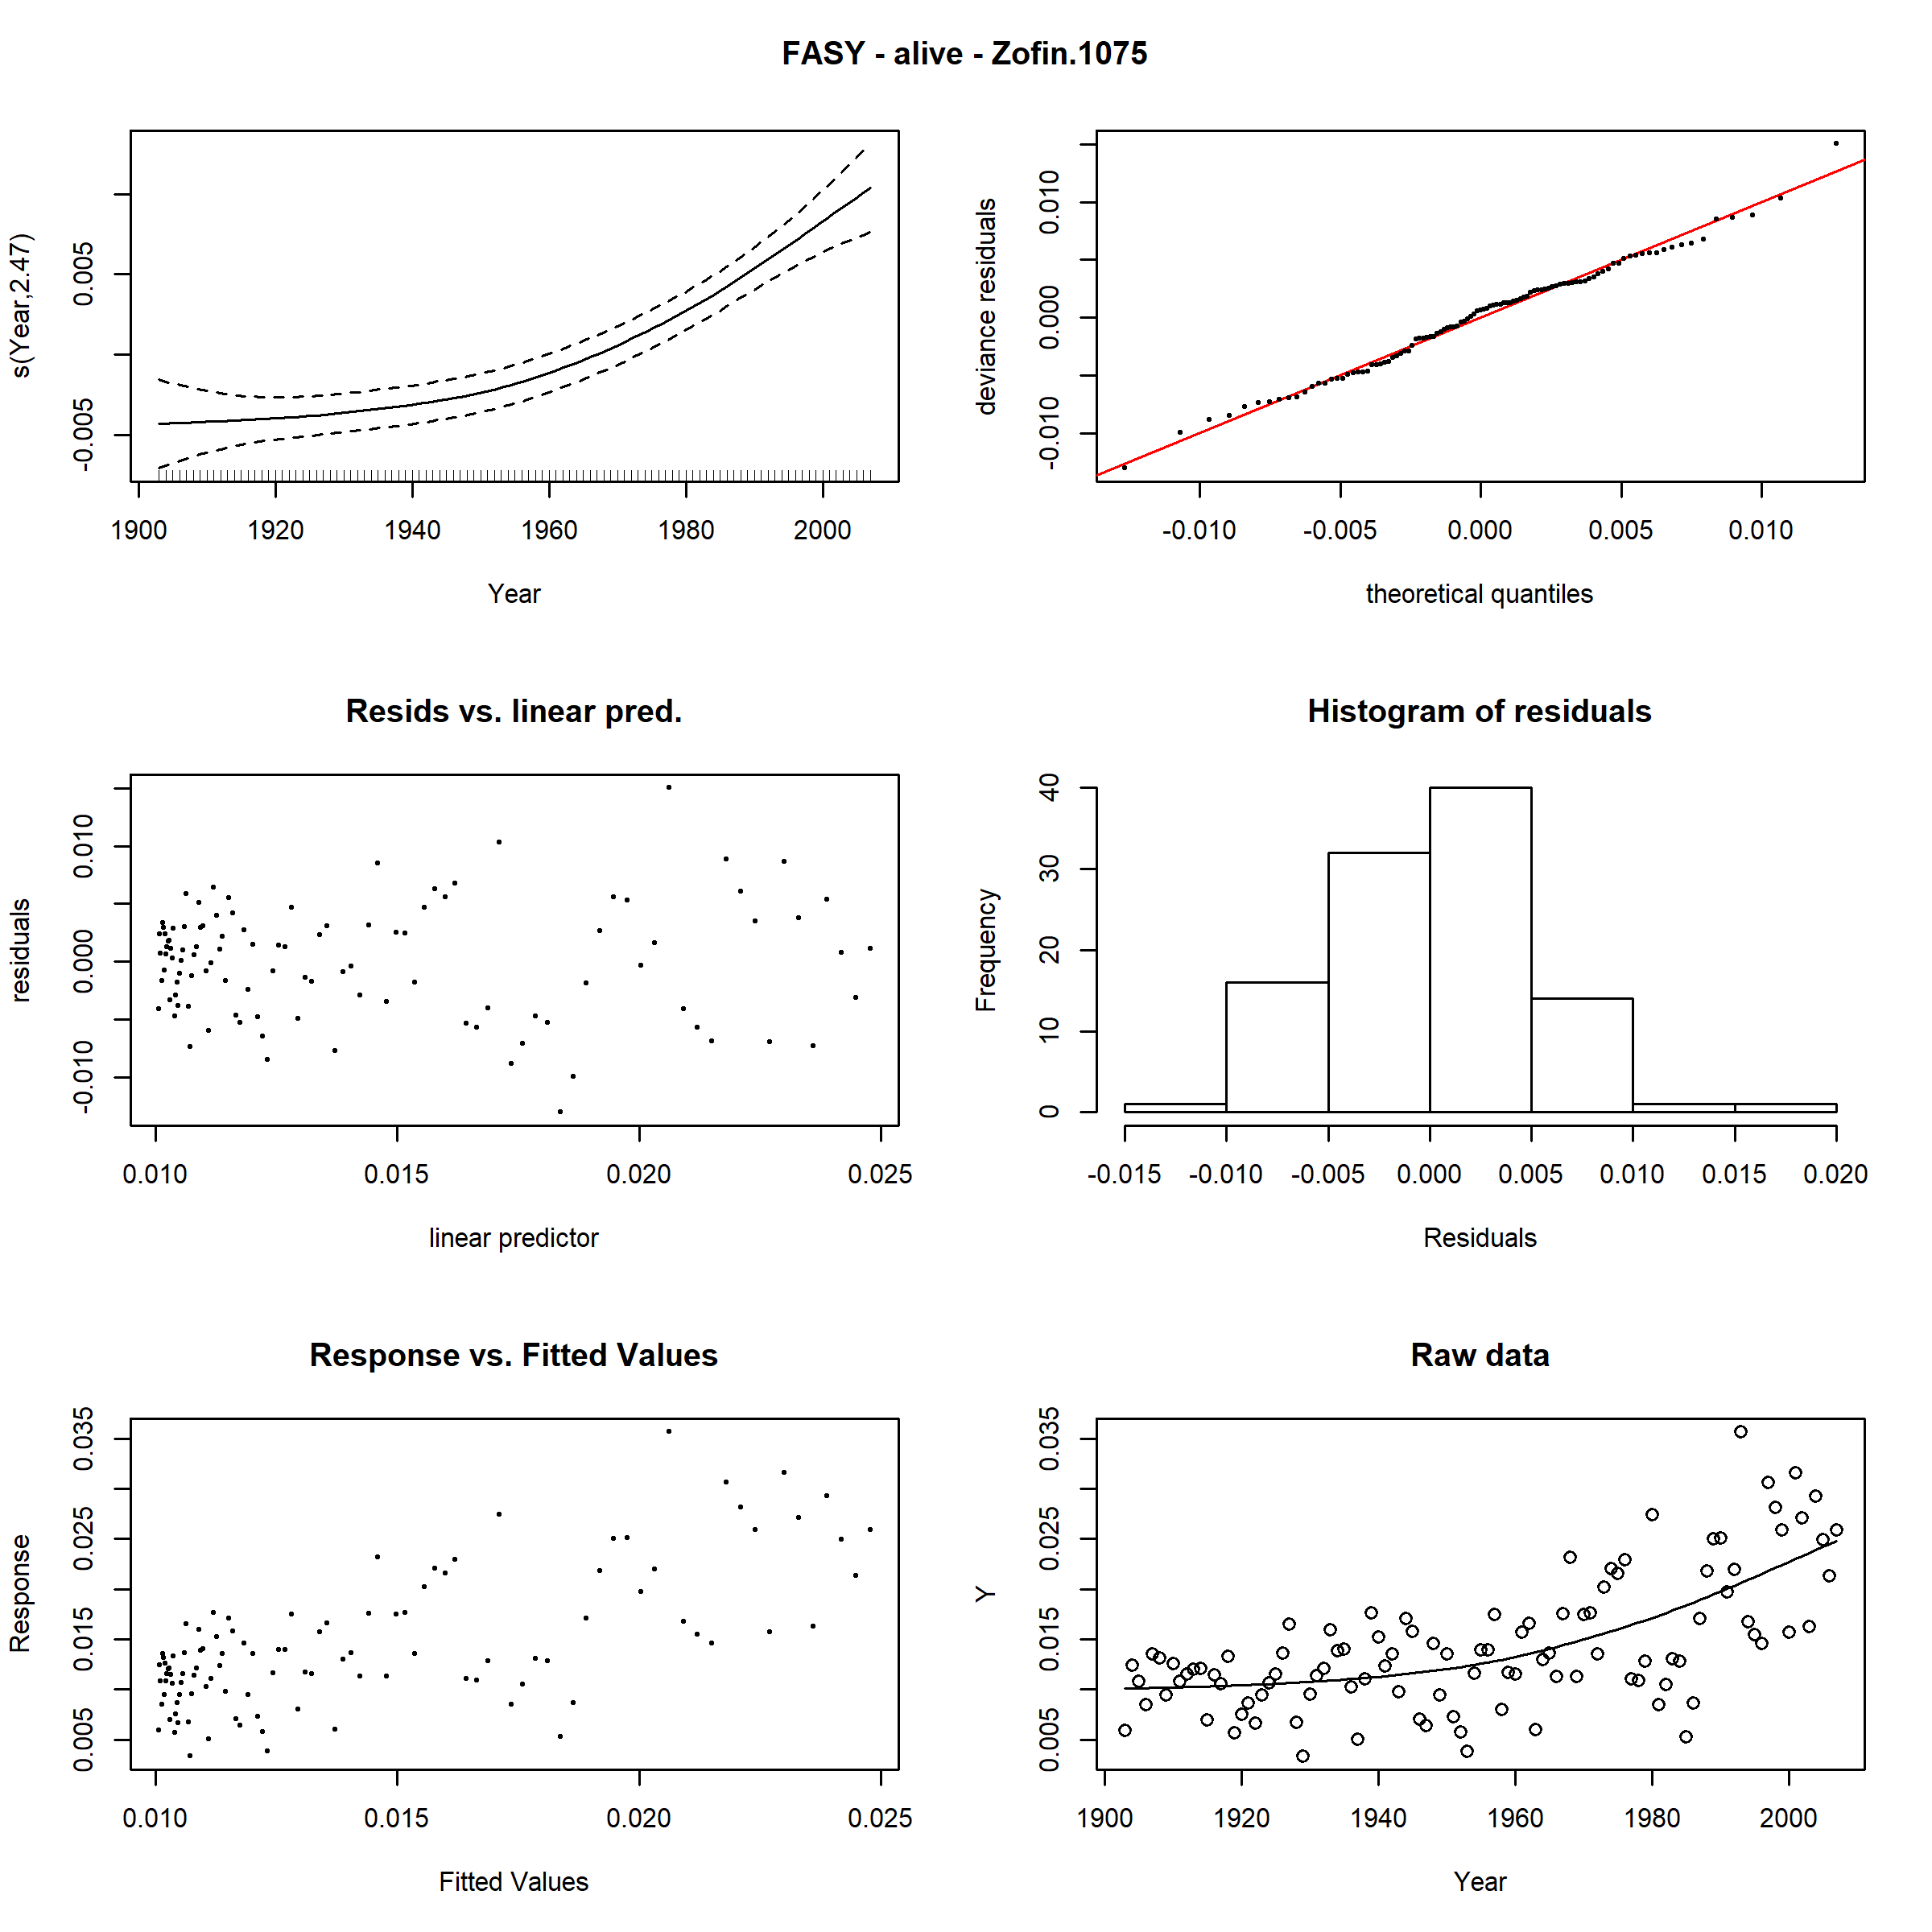 FASY - alive - Zofin.1075
s(Year,2.47)
-0.005 0.005
1900 1920 1940 1960 1980 2000
Year
deviance residuals
-0.010 0.000 0.010
-0.010 -0.005 0.000 0.005 0.010
theoretical quantiles
Resids vs. linear pred.
residuals
-0.010 0.000 0.010
0.010 0.015 0.020 0.025
linear predictor
Histogram of residuals
Frequency
0 10 20 30 40
-0.015 -0.010 -0.005 0.000 0.005 0.010 0.015 0.020
Residuals
Response vs. Fitted Values
Response
0.005 0.015 0.025 0.035
0.010 0.015 0.020 0.025
Fitted Values
Raw data
Y
0.005 0.015 0.025 0.035
1900 1920 1940 1960 1980 2000
Year